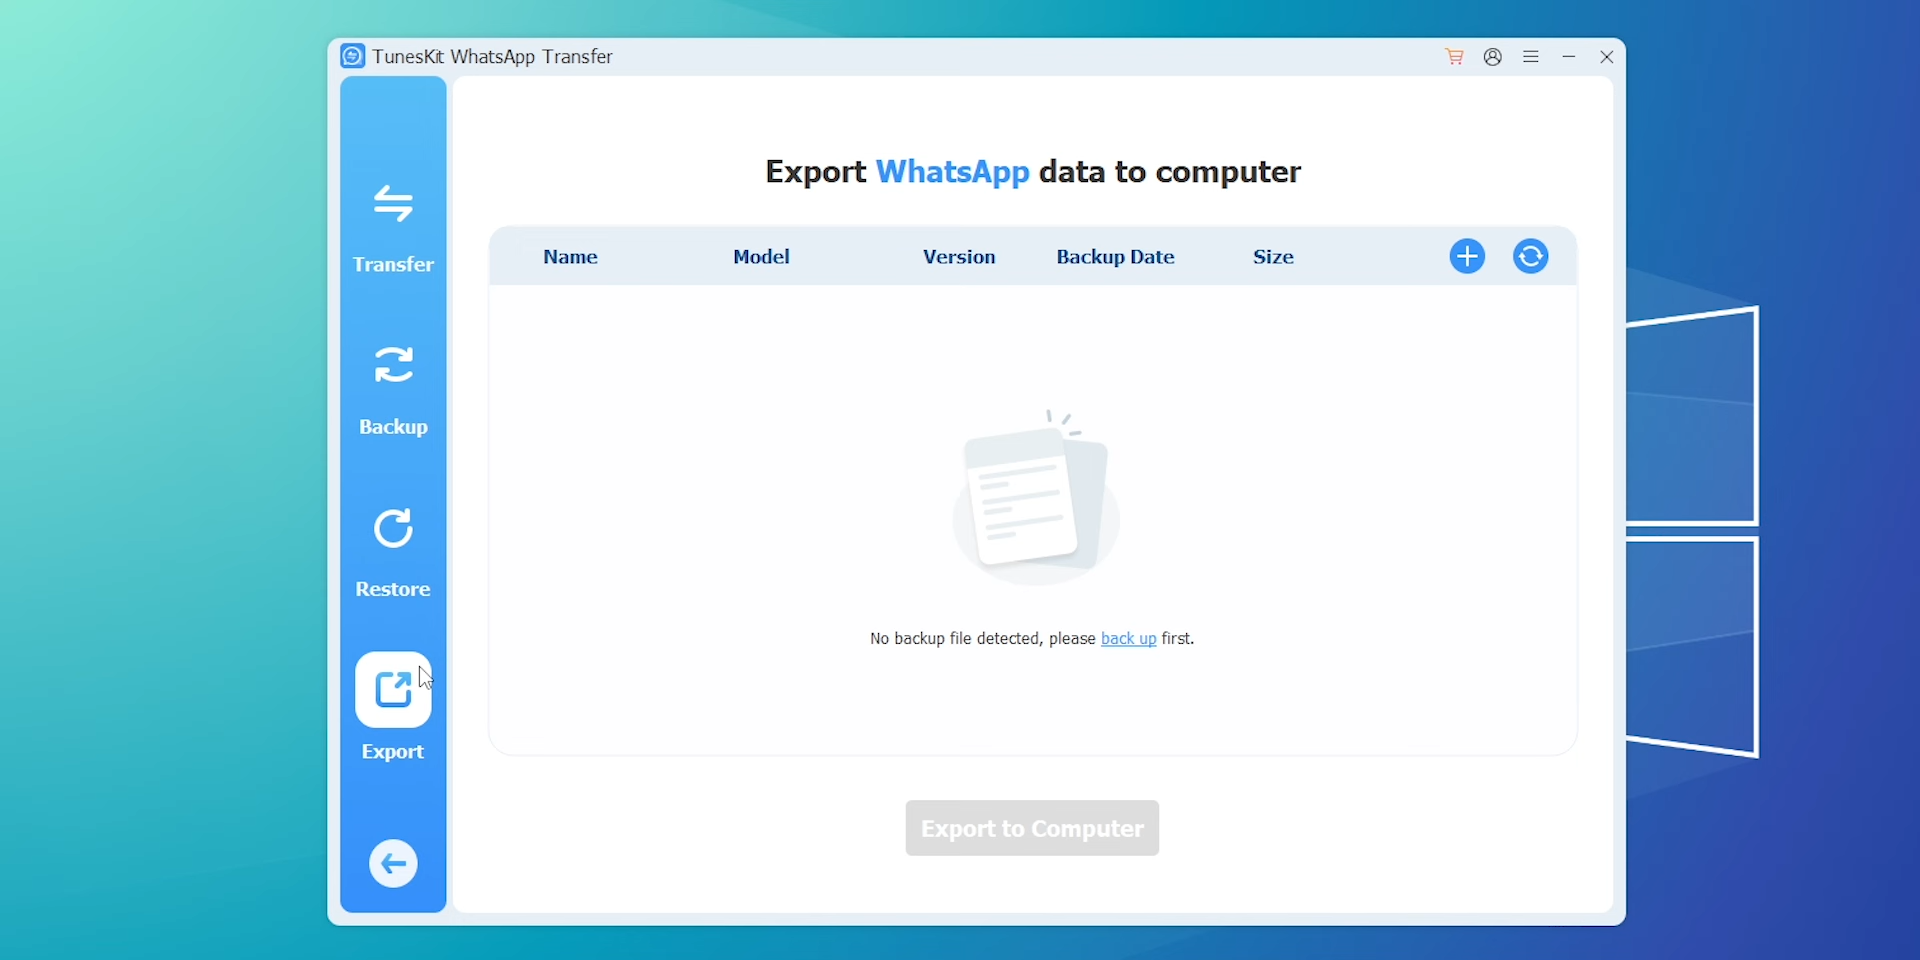 TunesKit WhatsApp Transfer
Export WhatsApp data to computer
Name Model Version Backup Date Size
Transfer
Backup
Restore
Export
No backup file detected, please back up first.
Export to Computer